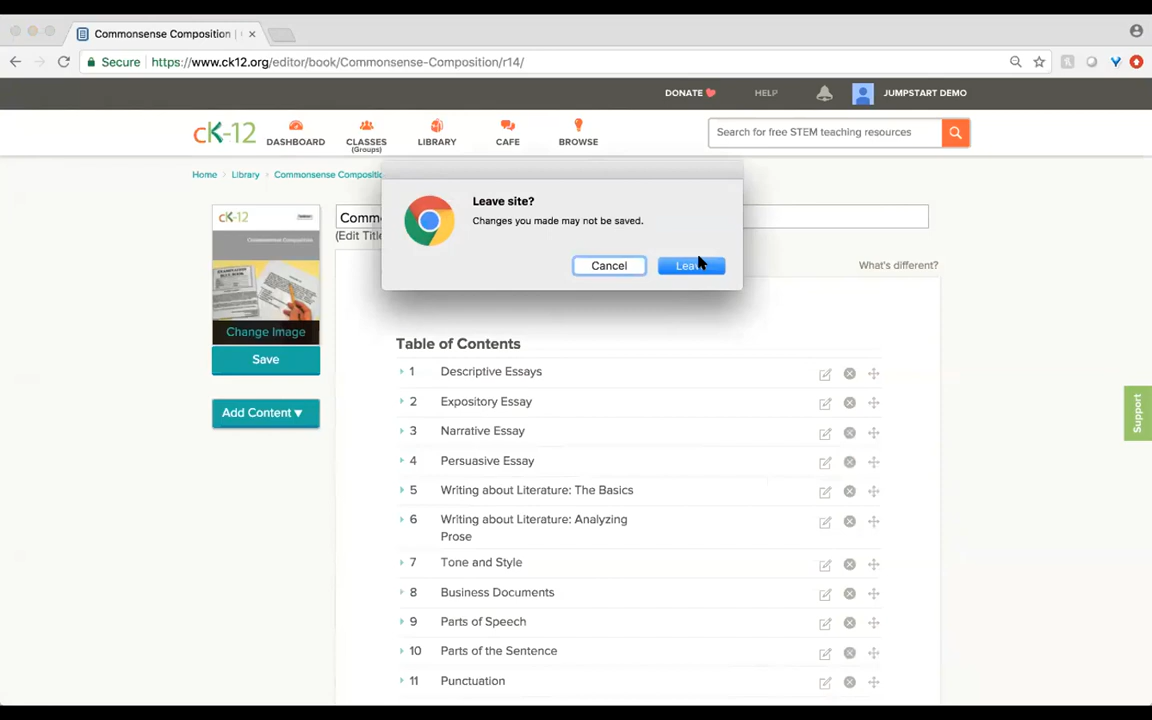 Commonsense Composition |
Secure https://www.ck12.org/editor/book/Commonsense-Composition/r14/
DONATE HELP JUMPSTART DEMO
cK-12 DASHBOARD CLASSES LIBRARY CAFE BROWSE Search for free STEM teaching resources
(Groups)
Home Library Commonsense
Leave site?
Changes you made may not be saved.
Cancel
cK-12
Commonsense Composition
Change Image
Save
Add Content
What's different?
Support
Table of Contents
1 Descriptive Essays
2 Expository Essay
3 Narrative Essay
4 Persuasive Essay
5 Writing about Literature: The Basics
6 Writing about Literature: Analyzing
Prose
7 Tone and Style
8 Business Documents
9 Parts of Speech
10 Parts of the Sentence
11 Punctuation